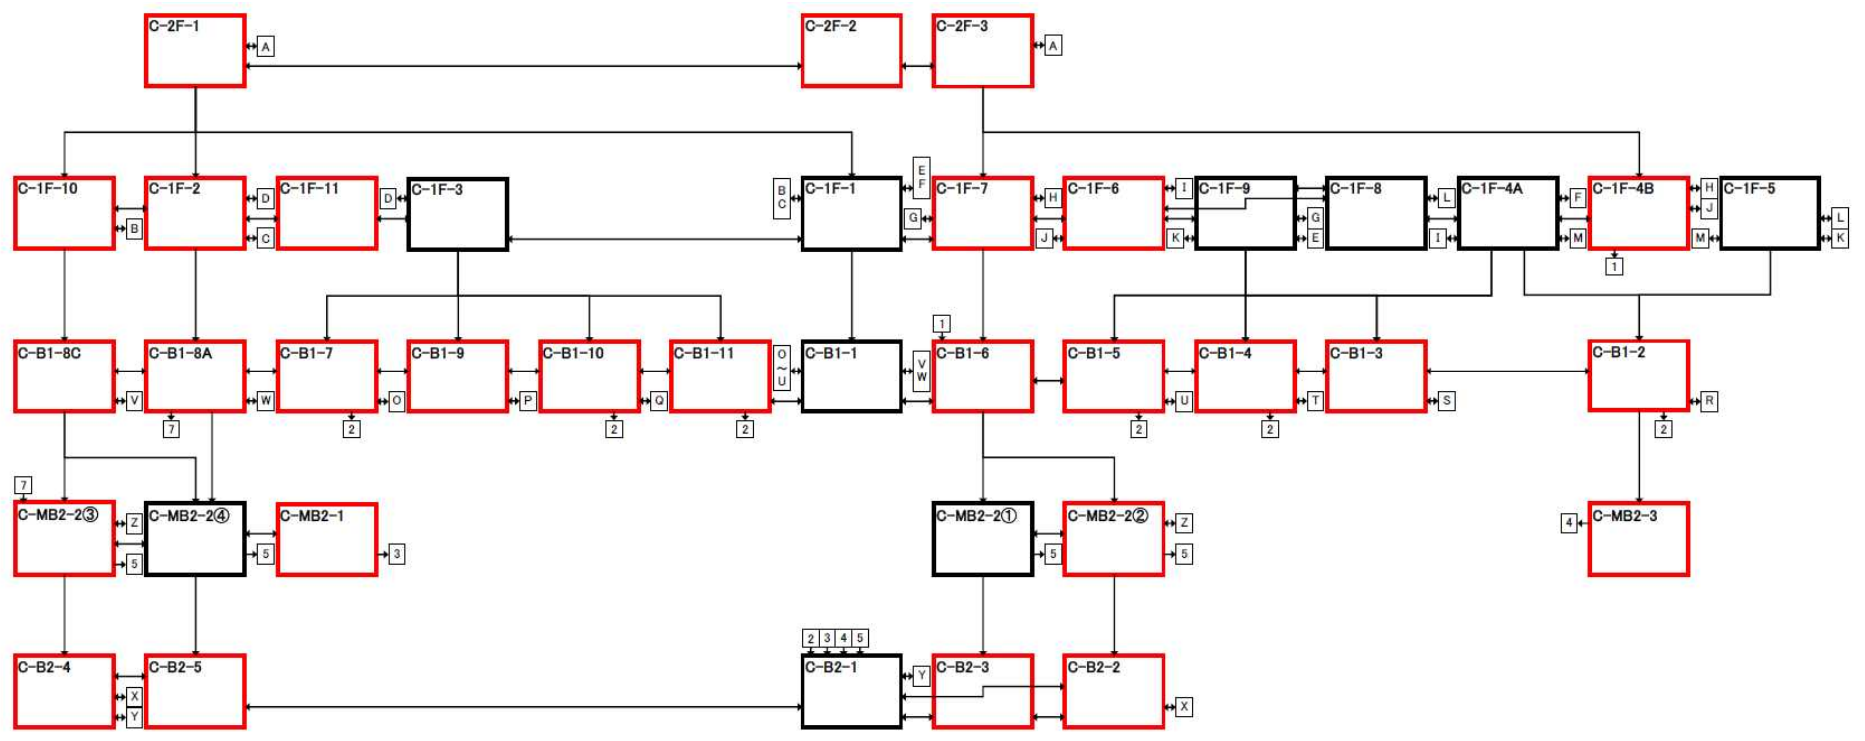 C-2F-1
C-2F-2
C-2F-3
A
A
C-1F-10
C-1F-2
C-1F-11
C-1F-3
C-1F-1
C-1F-7
C-1F-6
C-1F-9
C-1F-8
C-1F-4A
C-1F-4B
C-1F-5
B
D
C
D
B
C
E
F
G
H
J
I
K
G
E
L
I
F
M
H
J
M
L
K
1
C-B1-8C
C-B1-8A
C-B1-7
C-B1-9
C-B1-10
C-B1-11
C-B1-1
C-B1-6
C-B1-5
C-B1-4
C-B1-3
C-B1-2
1
V
W
O
P
Q
O
~
U
V
W
U
T
S
R
7
2
2
2
2
2
2
7
C-MB2-2③
C-MB2-2④
C-MB2-1
C-MB2-2①
C-MB2-2②
C-MB2-3
Z
5
5
3
5
Z
5
4
2
3
4
5
C-B2-4
C-B2-5
C-B2-1
C-B2-3
C-B2-2
X
Y
Y
X